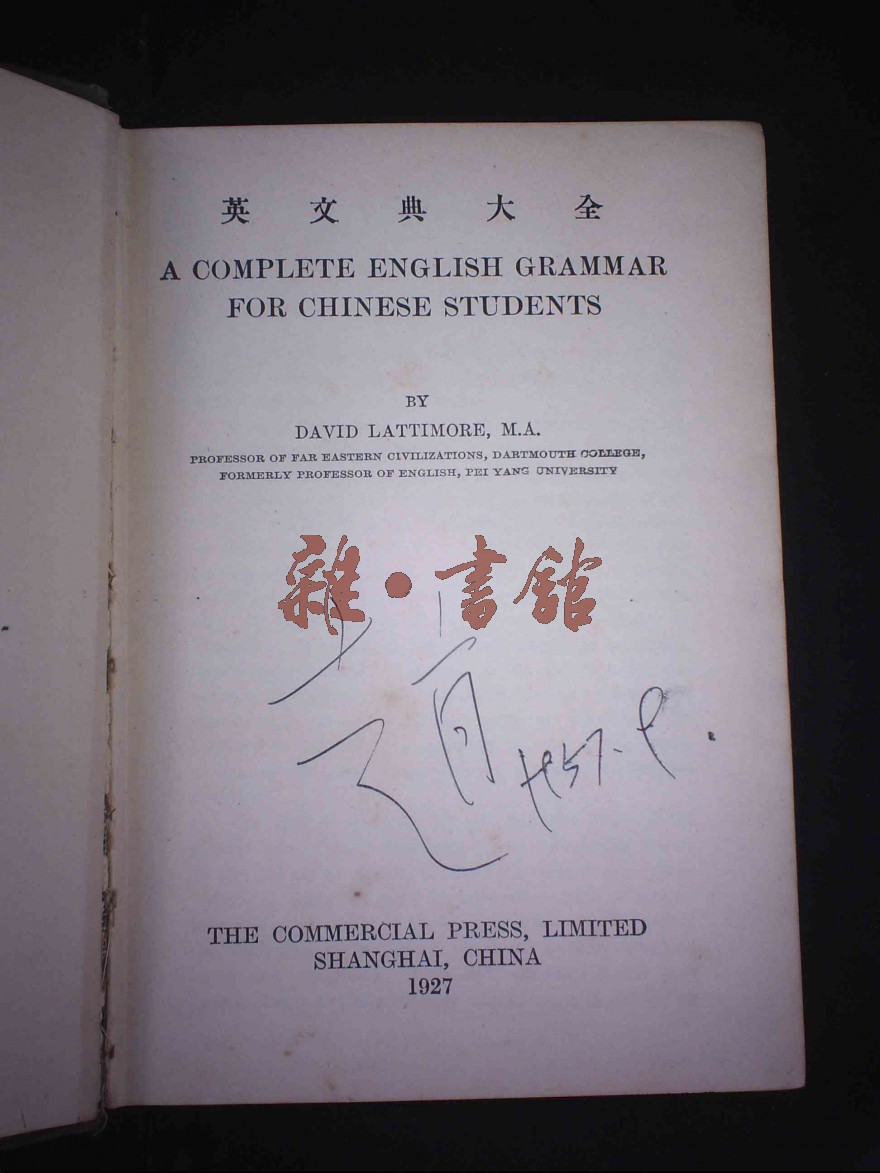 英文典大全
A COMPLETE ENGLISH GRAMMAR
FOR CHINESE STUDENTS
BY
DAVID LATTIMORE, M.A.
PROFESSOR OF FAR EASTERN CIVILIZATIONS, DARTMOUTH COLLEGE,
FORMERLY PROFESSOR OF ENGLISH, PEI YANG UNIVERSITY
雜·書館
THE COMMERCIAL PRESS, LIMITED
SHANGHAI, CHINA
1927